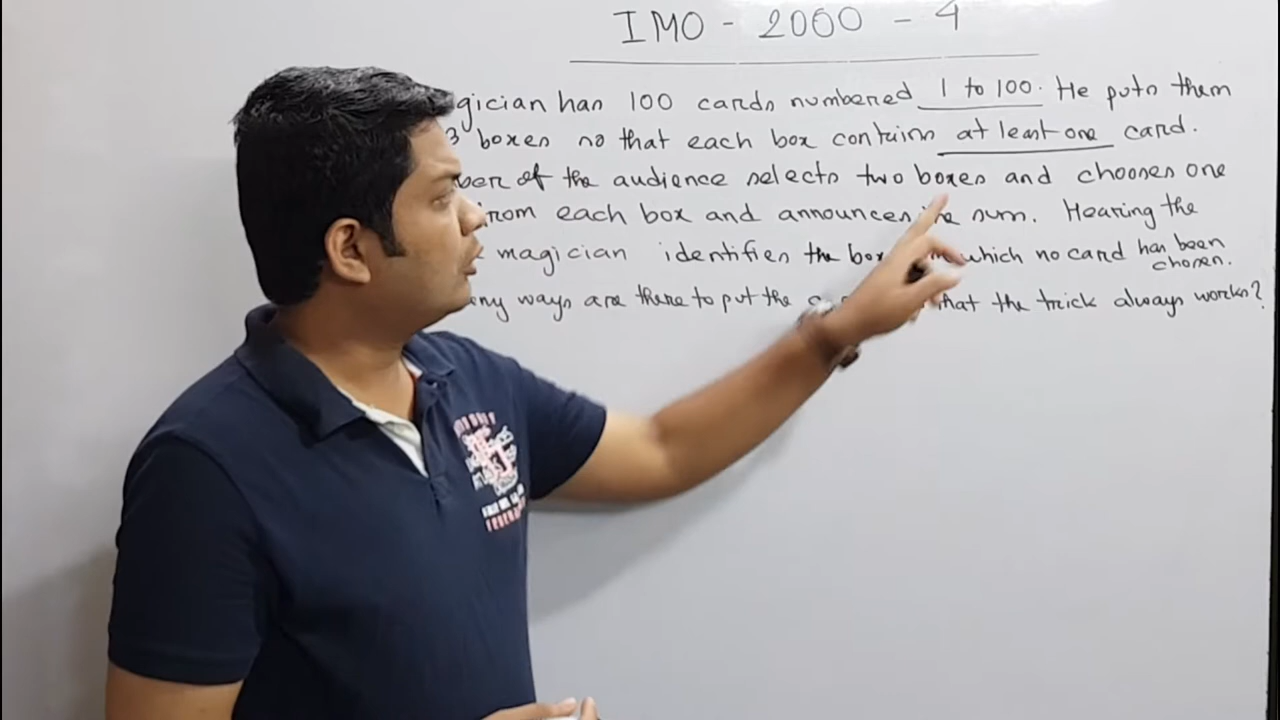 IMO - 2000 - 4
gician has 100 cards numbered 1 to 100. He puts them
3 boxes so that each box contains at least one card.
ber of the audience selects two boxes and chooses one
rom each box and announces sum. Hearing the
magician identifies the box which no card has been chosen.
ny ways are there to put the that the trick always works?